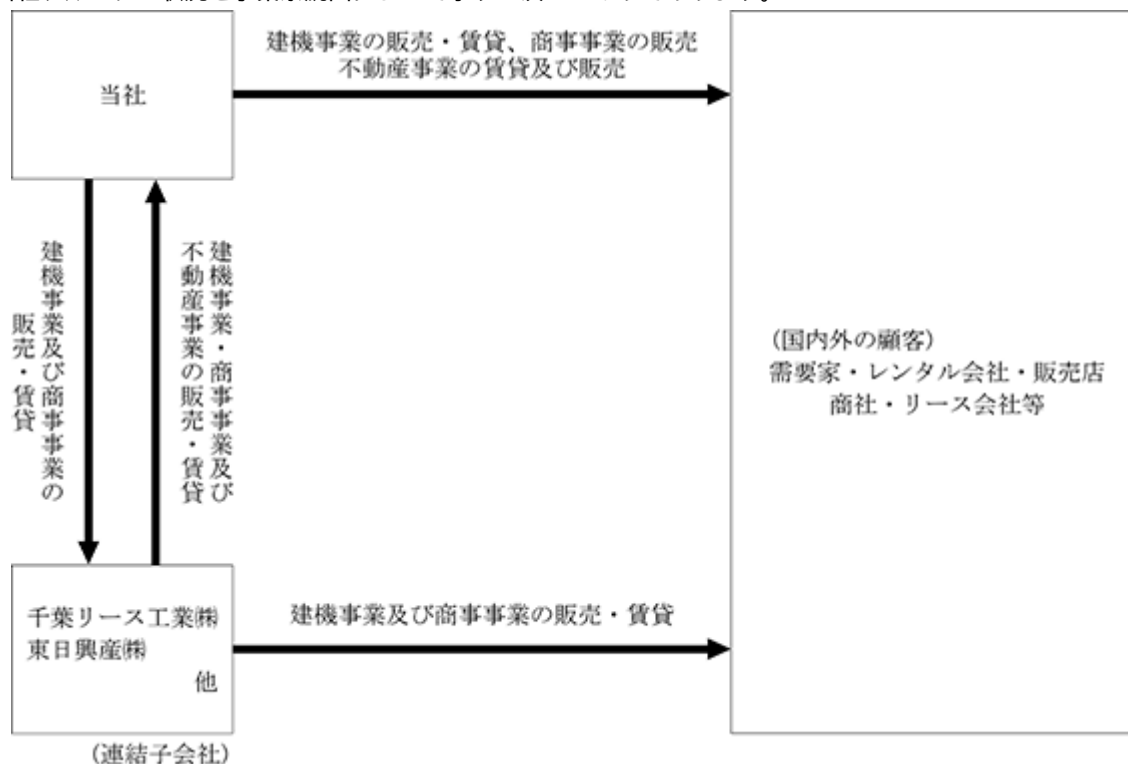 建機事業の販売・賃貸、商事事業の販売
不動産事業の賃貸及び販売
当社
建機事業及び商事事業の
販売・賃貸
建機事業・商事事業及び
不動産事業の販売・賃貸
(国内外の顧客)
需要家・レンタル会社・販売店
商社・リース会社等
千葉リース工業㈱
東日興産㈱
他
建機事業及び商事事業の販売・賃貸
(連結子会社)